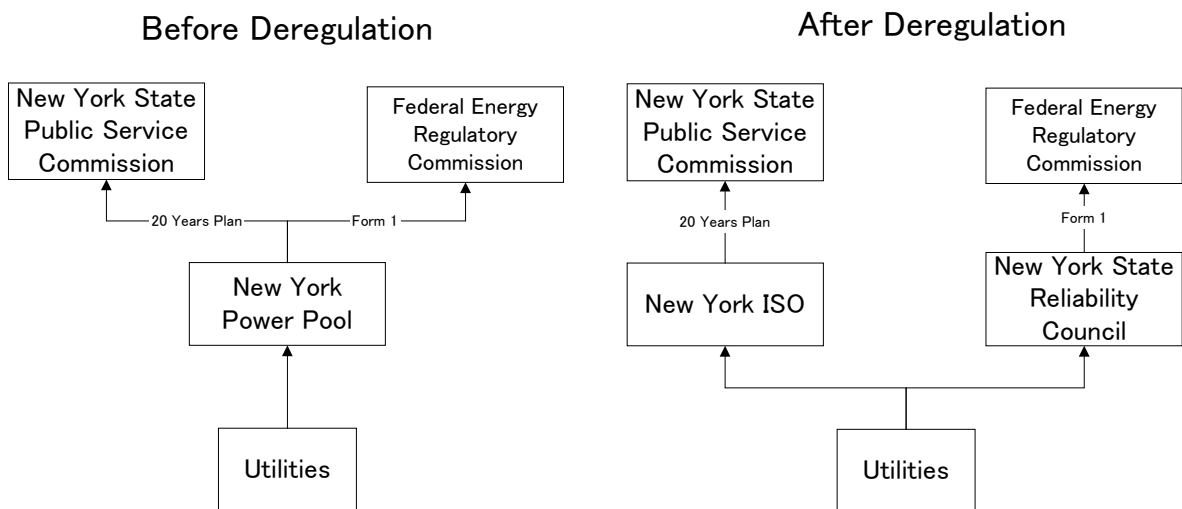 Before Deregulation
New York State
Public Service
Commission
Federal Energy
Regulatory
Commission
20 Years Plan
Form 1
New York
Power Pool
Utilities
After Deregulation
New York State
Public Service
Commission
Federal Energy
Regulatory
Commission
20 Years Plan
Form 1
New York ISO
New York State
Reliability
Council
Utilities